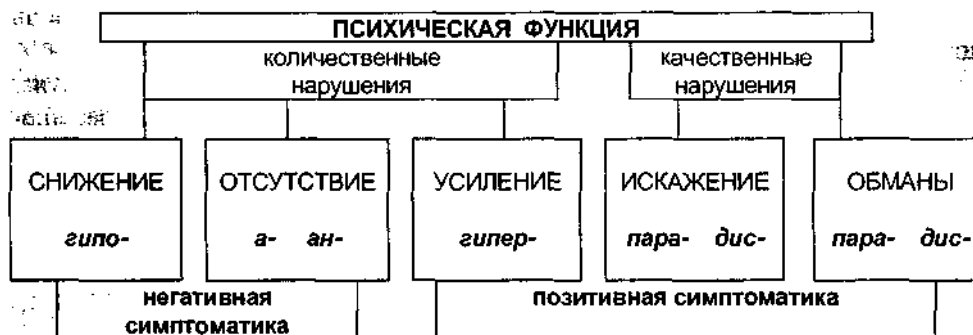 ПСИХИЧЕСКАЯ ФУНКЦИЯ
количественные
нарушения
качественные
нарушения
СНИЖЕНИЕ
гипо-
ОТСУТСТВИЕ
а- ан-
УСИЛЕНИЕ
гипер-
ИСКАЖЕНИЕ
пара- дис-
ОБМАНЫ
пара- дис-
негативная
симптоматика
позитивная симптоматика